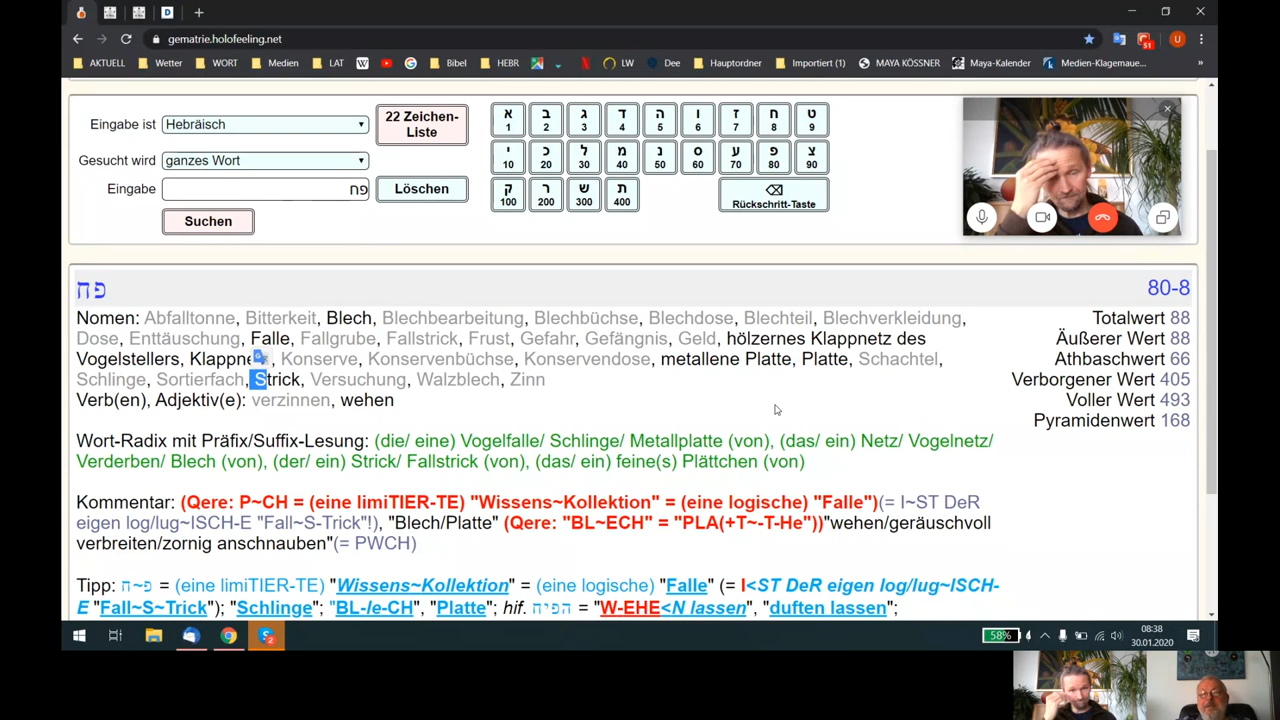 D
gematrie.holofeeling.net
51
U
AKTUELL Wetter WORT Medien LAT W G Bibel HEBR LW Dee Hauptordner Importiert (1) MAYA KÖSSNER Maya-Kalender Medien-Klagemaue... »
Eingabe ist Hebräisch
22 Zeichen-Liste
Gesucht wird ganzes Wort
Eingabe פח Löschen
Suchen
א ב ג ד ה ו ז ח ט
1 2 3 4 5 6 7 8 9
י כ ל מ נ ס ע פ צ
10 20 30 40 50 60 70 80 90
ק ר ש ת
100 200 300 400
Rückschritt-Taste
פח 80-8
Nomen: Abfalltonne, Bitterkeit, Blech, Blechbearbeitung, Blechbüchse, Blechdose, Blechteil, Blechverkleidung,
Dose, Enttäuschung, Falle, Fallgrube, Fallstrick, Frust, Gefahr, Gefängnis, Geld, hölzernes Klappnetz des
Vogelstellers, Klappne , Konserve, Konservenbüchse, Konservendose, metallene Platte, Platte, Schachtel,
Schlinge, Sortierfach, Strick, Versuchung, Walzblech, Zinn
Verb(en), Adjektiv(e): verzinnen, wehen
Totalwert 88
Äußerer Wert 88
Athbaschwert 66
Verborgener Wert 405
Voller Wert 493
Pyramidenwert 168
Wort-Radix mit Präfix/Suffix-Lesung: (die/ eine) Vogelfalle/ Schlinge/ Metallplatte (von), (das/ ein) Netz/ Vogelnetz/
Verderben/ Blech (von), (der/ ein) Strick/ Fallstrick (von), (das/ ein) feine(s) Plättchen (von)
Kommentar: (Qere: P~CH = (eine limiTIER-TE) "Wissens~Kollektion" = (eine logische) "Falle")(= I~ST DeR
eigen log/lug~ISCH-E "Fall~S-Trick"!), "Blech/Platte" (Qere: "BL~ECH" = "PLA(+T~-T-He"))"wehen/geräuschvoll
verbreiten/zornig anschnauben"(= PWCH)
Tipp: פ~ח = (eine limiTIER-TE) "Wissens~Kollektion" = (eine logische) "Falle" (= I<ST DeR eigen log/lug~ISCH-
E "Fall~S~Trick"); "Schlinge"; "BL-/e-CH", "Platte"; hif. הפיח = "W-EHE<N lassen", "duften lassen";
58%
08:38
30.01.2020
2